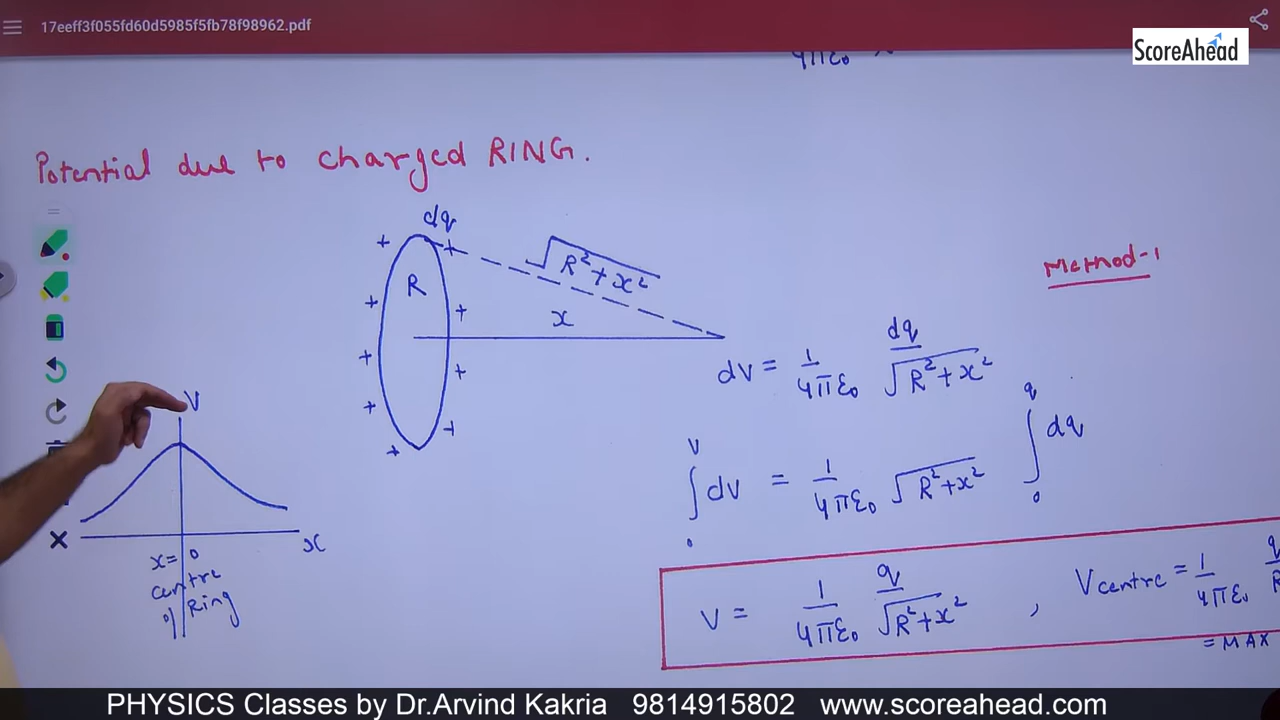 17eeff3f055fd60d5985f5fb78f98962.pdf
ScoreAhead
4πε₀
Potential due to charged RING.
dq
R
√R²+x²
x
Method-1
dV = 1/4πε₀ dq/√R²+x²
∫₀^V dV = 1/4πε₀ √R²+x² ∫₀^q dq
V = 1/4πε₀ q/√R²+x² , Vcentre = 1/4πε₀ q/R
= MAX
V
x
x=0
centre
of Ring
PHYSICS Classes by Dr.Arvind Kakria 9814915802 www.scoreahead.com